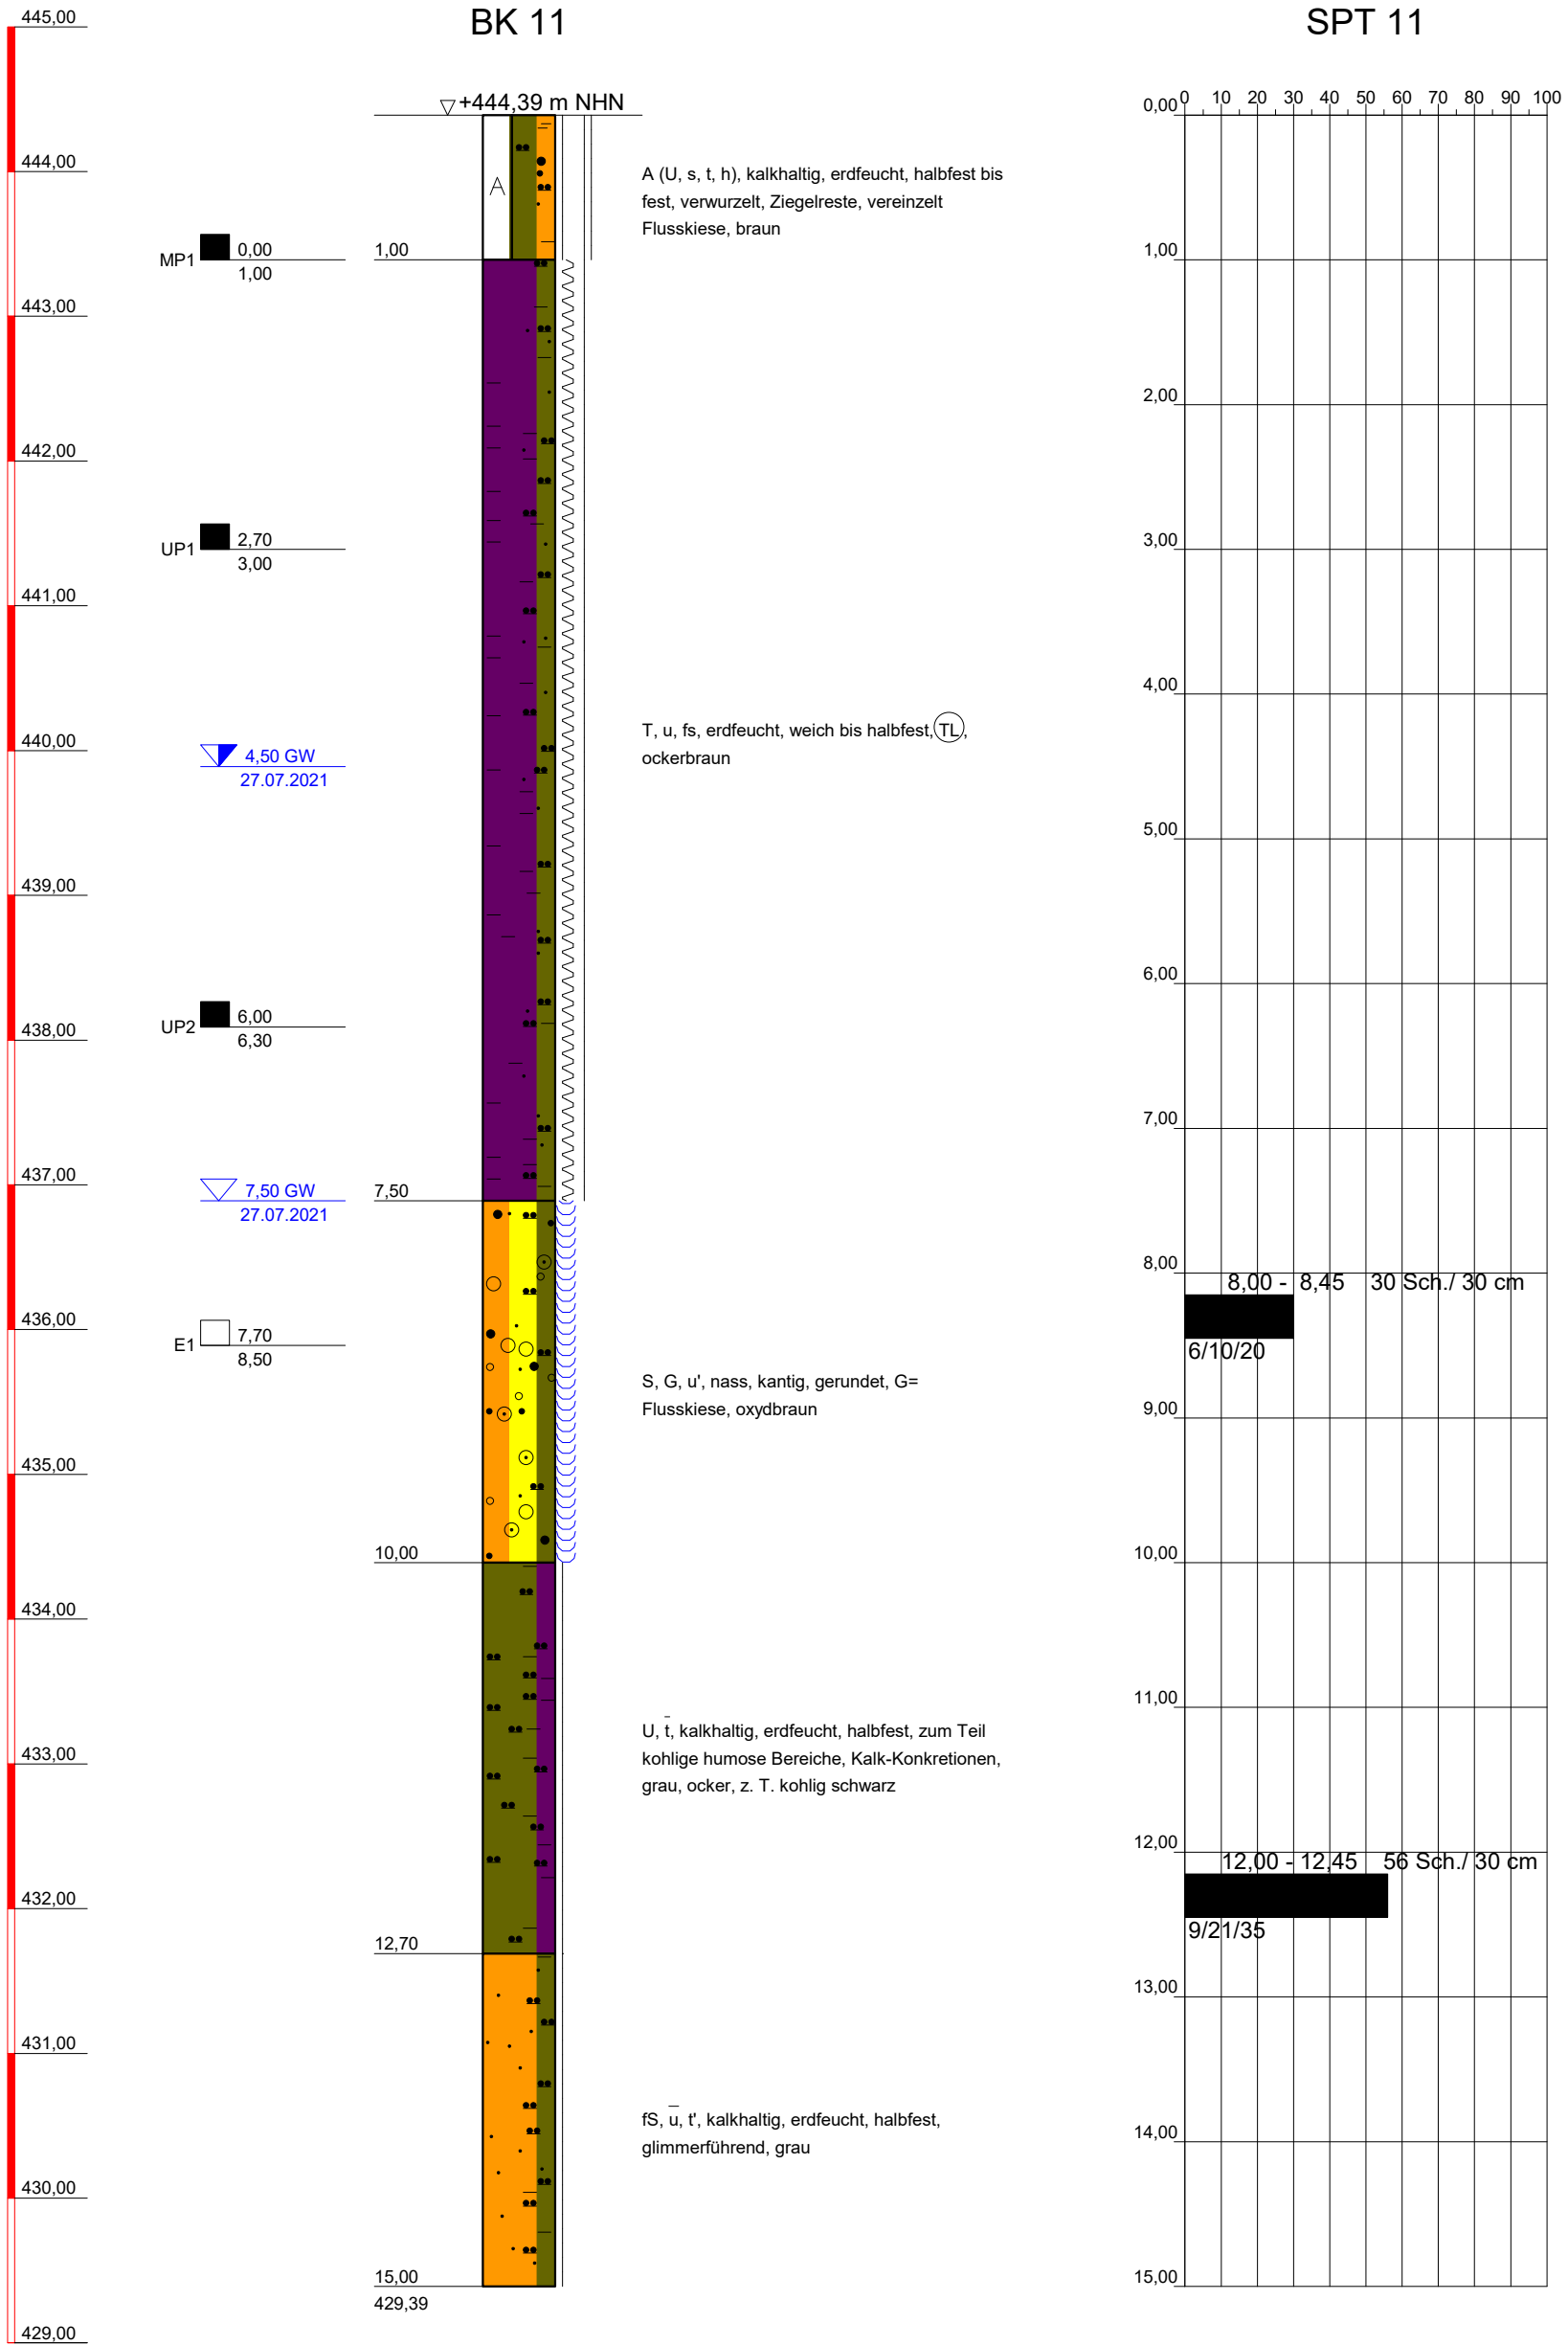 BK 11
SPT 11
445,00
444,00
443,00
442,00
441,00
440,00
439,00
438,00
437,00
436,00
435,00
434,00
433,00
432,00
431,00
430,00
429,00
MP1
0,00
1,00
UP1
2,70
3,00
4,50 GW
27.07.2021
UP2
6,00
6,30
7,50 GW
27.07.2021
E1
7,70
8,50
+444,39 m NHN
A
1,00
7,50
10,00
12,70
15,00
429,39
A (U, s, t, h), kalkhaltig, erdfeucht, halbfest bis
fest, verwurzelt, Ziegelreste, vereinzelt
Flusskiese, braun
T, u, fs, erdfeucht, weich bis halbfest, TL,
ockerbraun
S, G, u', nass, kantig, gerundet, G=
Flusskiese, oxydbraun
U, t̄, kalkhaltig, erdfeucht, halbfest, zum Teil
kohlige humose Bereiche, Kalk-Konkretionen,
grau, ocker, z. T. kohlig schwarz
fS, ū, t', kalkhaltig, erdfeucht, halbfest,
glimmerführend, grau
0 10 20 30 40 50 60 70 80 90 100
0,00
1,00
2,00
3,00
4,00
5,00
6,00
7,00
8,00
8,00 - 8,45 30 Sch./ 30 cm
6/10/20
9,00
10,00
11,00
12,00
12,00 - 12,45 56 Sch./ 30 cm
9/21/35
13,00
14,00
15,00